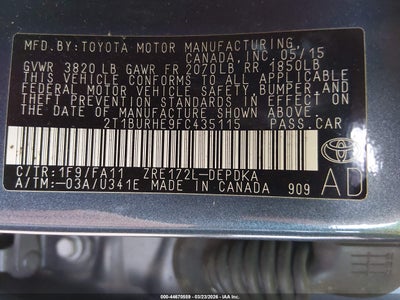 MFD.BY:TOYOTA MOTOR MANUFACTURING
CANADA, INC.05/15
GVWR 3820 LB GAWR FR 2070LB RR 1850LB
THIS VEHICLE CONFORMS TO ALL APPLICABLE
FEDERAL MOTOR VEHICLE SAFETY, BUMPER, AND
THEFT PREVENTION STANDARDS IN EFFECT ON
THE DATE OF MANUFACTURE SHOWN ABOVE.
2T1BURHE9FC435115 PASS.CAR
C/TR:1F9/FA11 ZRE172L-DEPDKA
A/TM:-03A/U341E MADE IN CANADA 909
TOYOTA
AD
000-44670559 - 03/23/2026 - IAA Inc.